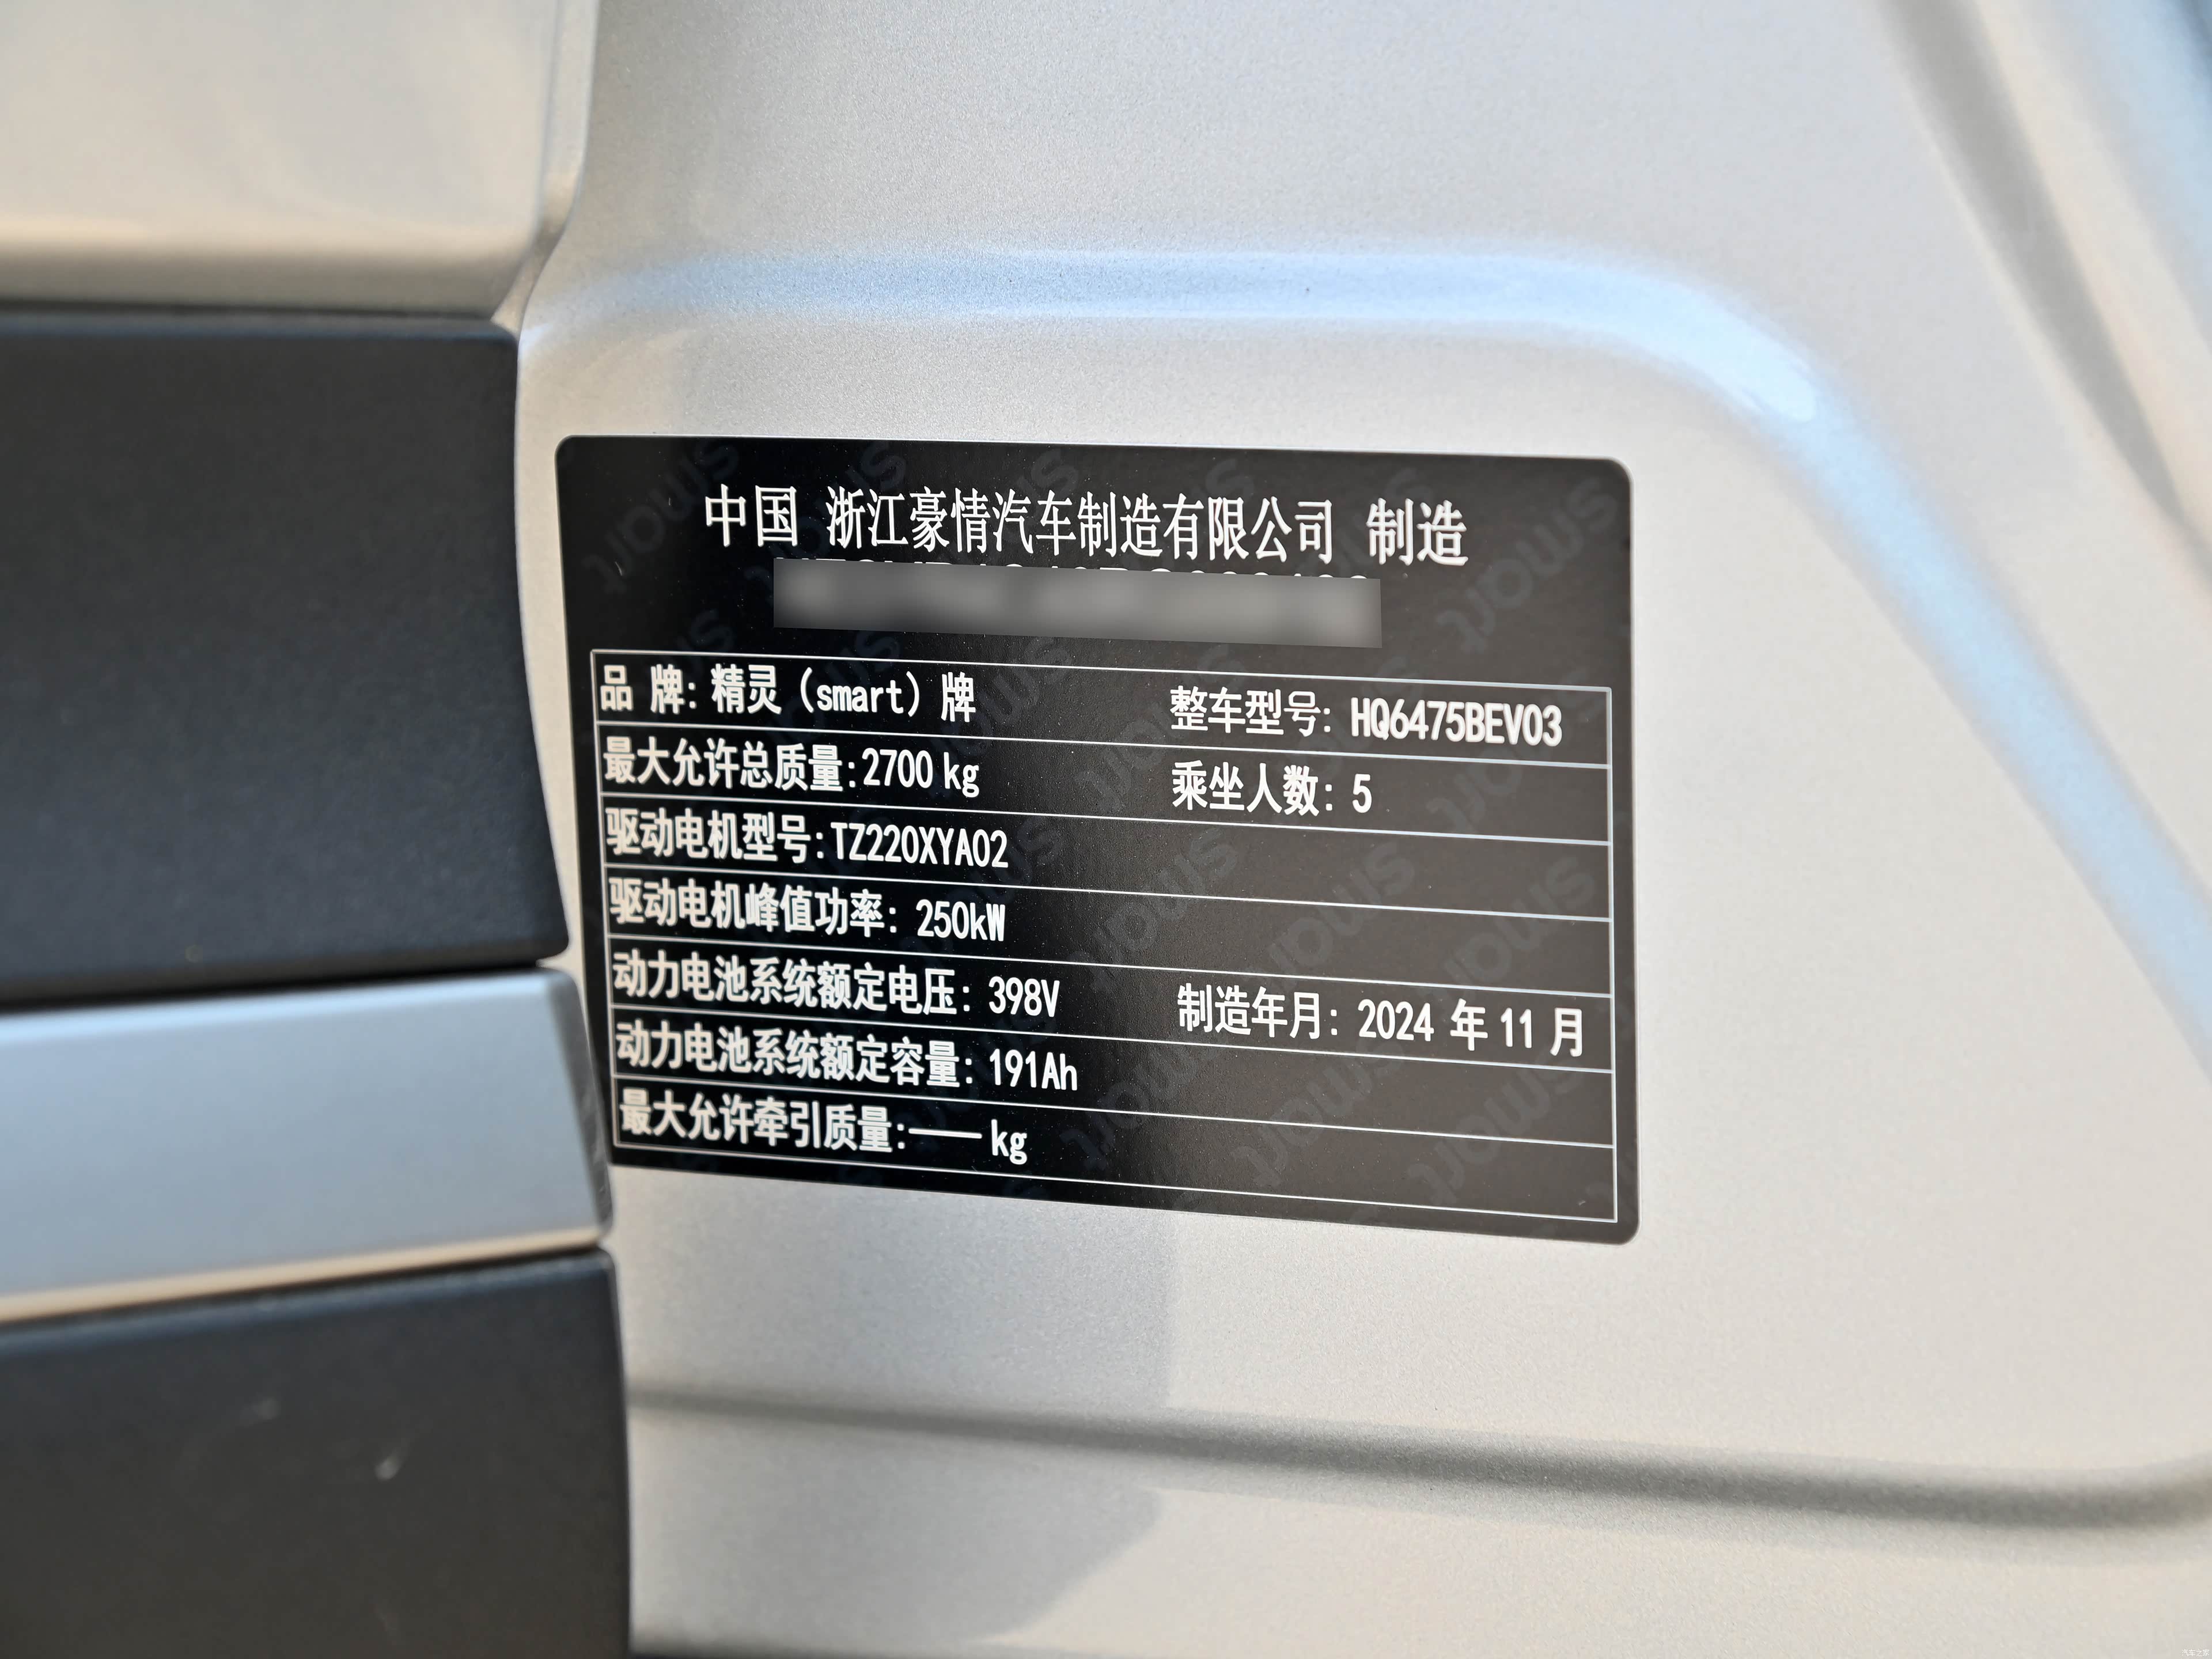 中国 浙江豪情汽车制造有限公司 制造
品 牌: 精灵（smart）牌 整车型号: HQ6475BEV03
最大允许总质量:2700 kg 乘坐人数: 5
驱动电机型号:TZ220XYA02
驱动电机峰值功率: 250kW
动力电池系统额定电压: 398V 制造年月: 2024 年 11 月
动力电池系统额定容量: 191Ah
最大允许牵引质量:—— kg
汽车之家